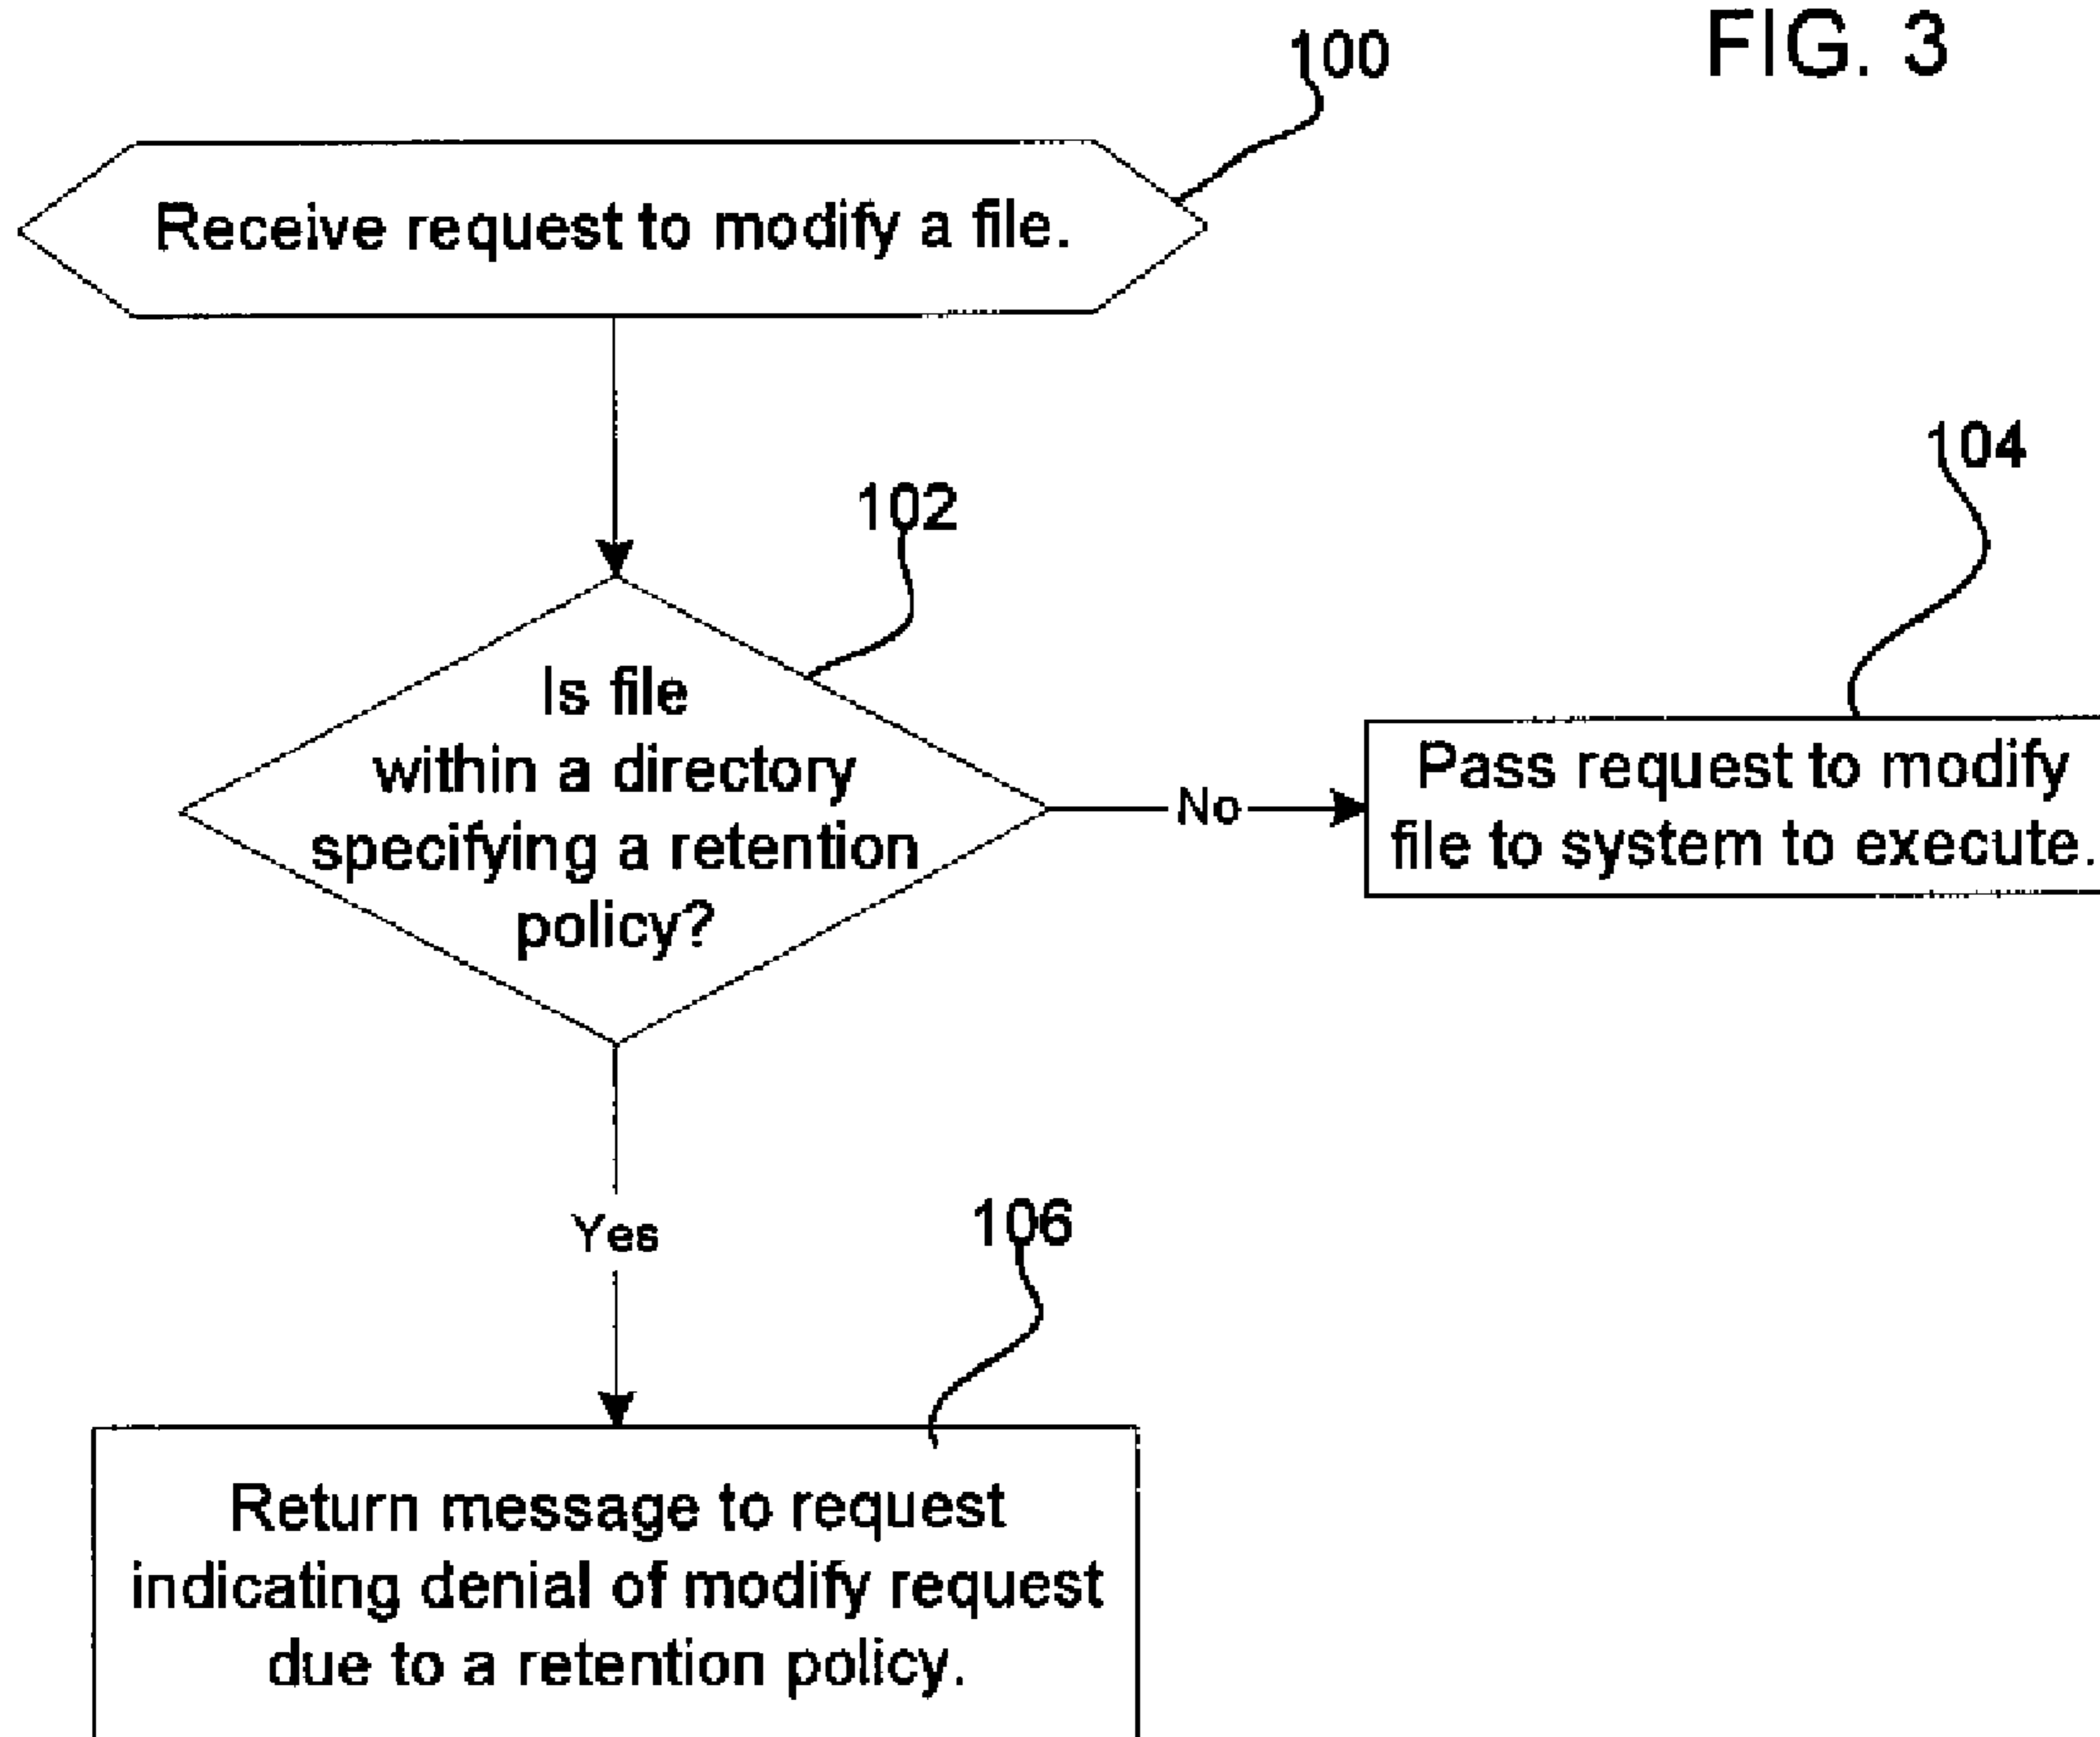 FIG. 3
100
Receive request to modify a file.
102
Is file
within a directory
specifying a retention
policy?
No
104
Pass request to modify
file to system to execute.
Yes
106
Return message to request
indicating denial of modify request
due to a retention policy.